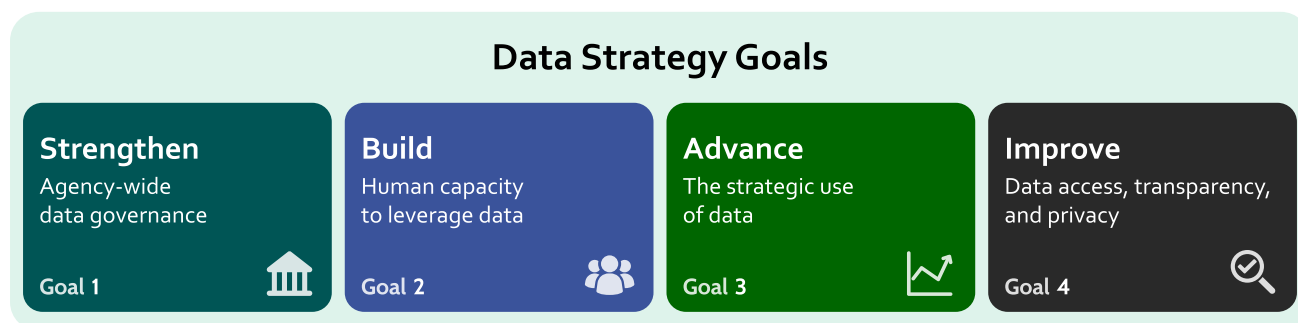 Data Strategy Goals
Strengthen
Agency-wide
data governance
Goal 1
Build
Human capacity
to leverage data
Goal 2
Advance
The strategic use
of data
Goal 3
Improve
Data access, transparency,
and privacy
Goal 4